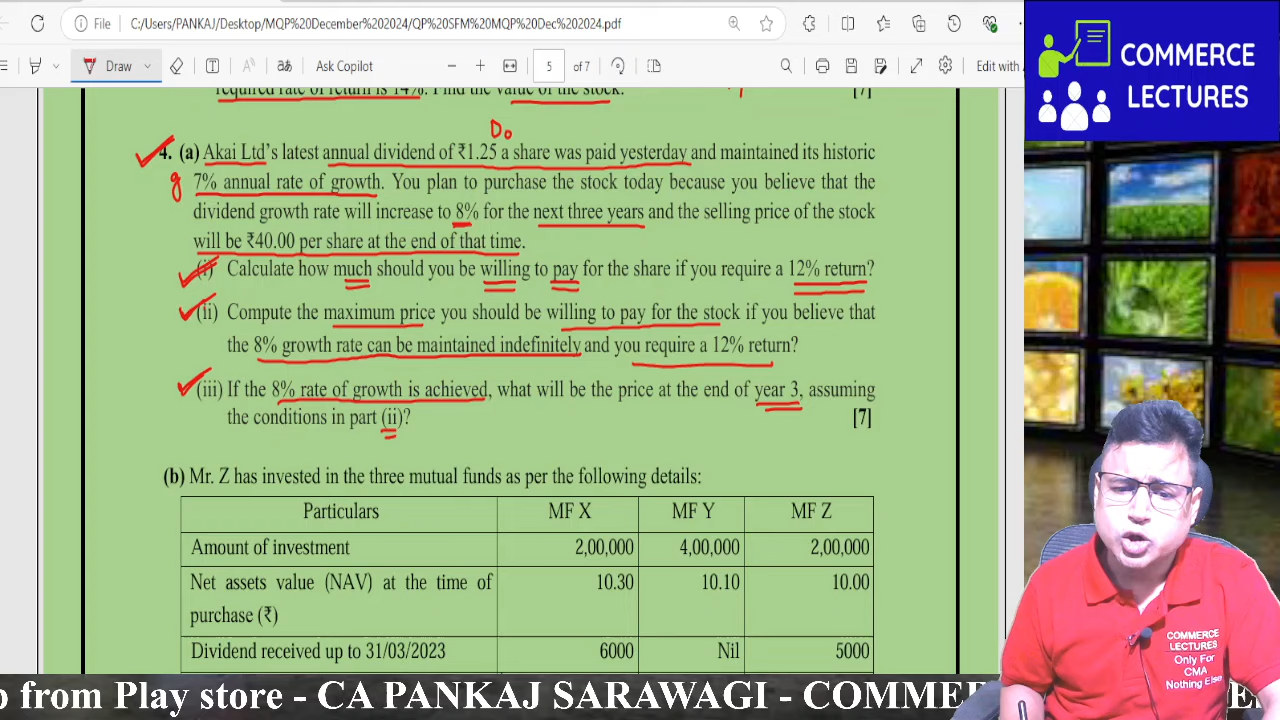 File
C:/Users/PANKAJ/Desktop/MQP%20December%202024/QP%20SFM%20MQP%20Dec%202024.pdf
Draw
Ask Copilot
of 7
Edit with
COMMERCE
LECTURES
required rate of return is 14%. Find the value of the stock. [7]
D₀
4. (a) Akai Ltd's latest annual dividend of ₹1.25 a share was paid yesterday and maintained its historic
g 7% annual rate of growth. You plan to purchase the stock today because you believe that the
dividend growth rate will increase to 8% for the next three years and the selling price of the stock
will be ₹40.00 per share at the end of that time.
(i) Calculate how much should you be willing to pay for the share if you require a 12% return?
(ii) Compute the maximum price you should be willing to pay for the stock if you believe that
the 8% growth rate can be maintained indefinitely and you require a 12% return?
(iii) If the 8% rate of growth is achieved, what will be the price at the end of year 3, assuming
the conditions in part (ii)? [7]
(b) Mr. Z has invested in the three mutual funds as per the following details:
Particulars MF X MF Y MF Z
Amount of investment 2,00,000 4,00,000 2,00,000
Net assets value (NAV) at the time of 10.30 10.10 10.00
purchase (₹)
Dividend received up to 31/03/2023 6000 Nil 5000
COMMERCE
LECTURES
Only For
CMA
Nothing Else
from Play store - CA PANKAJ SARAWAGI - COMME